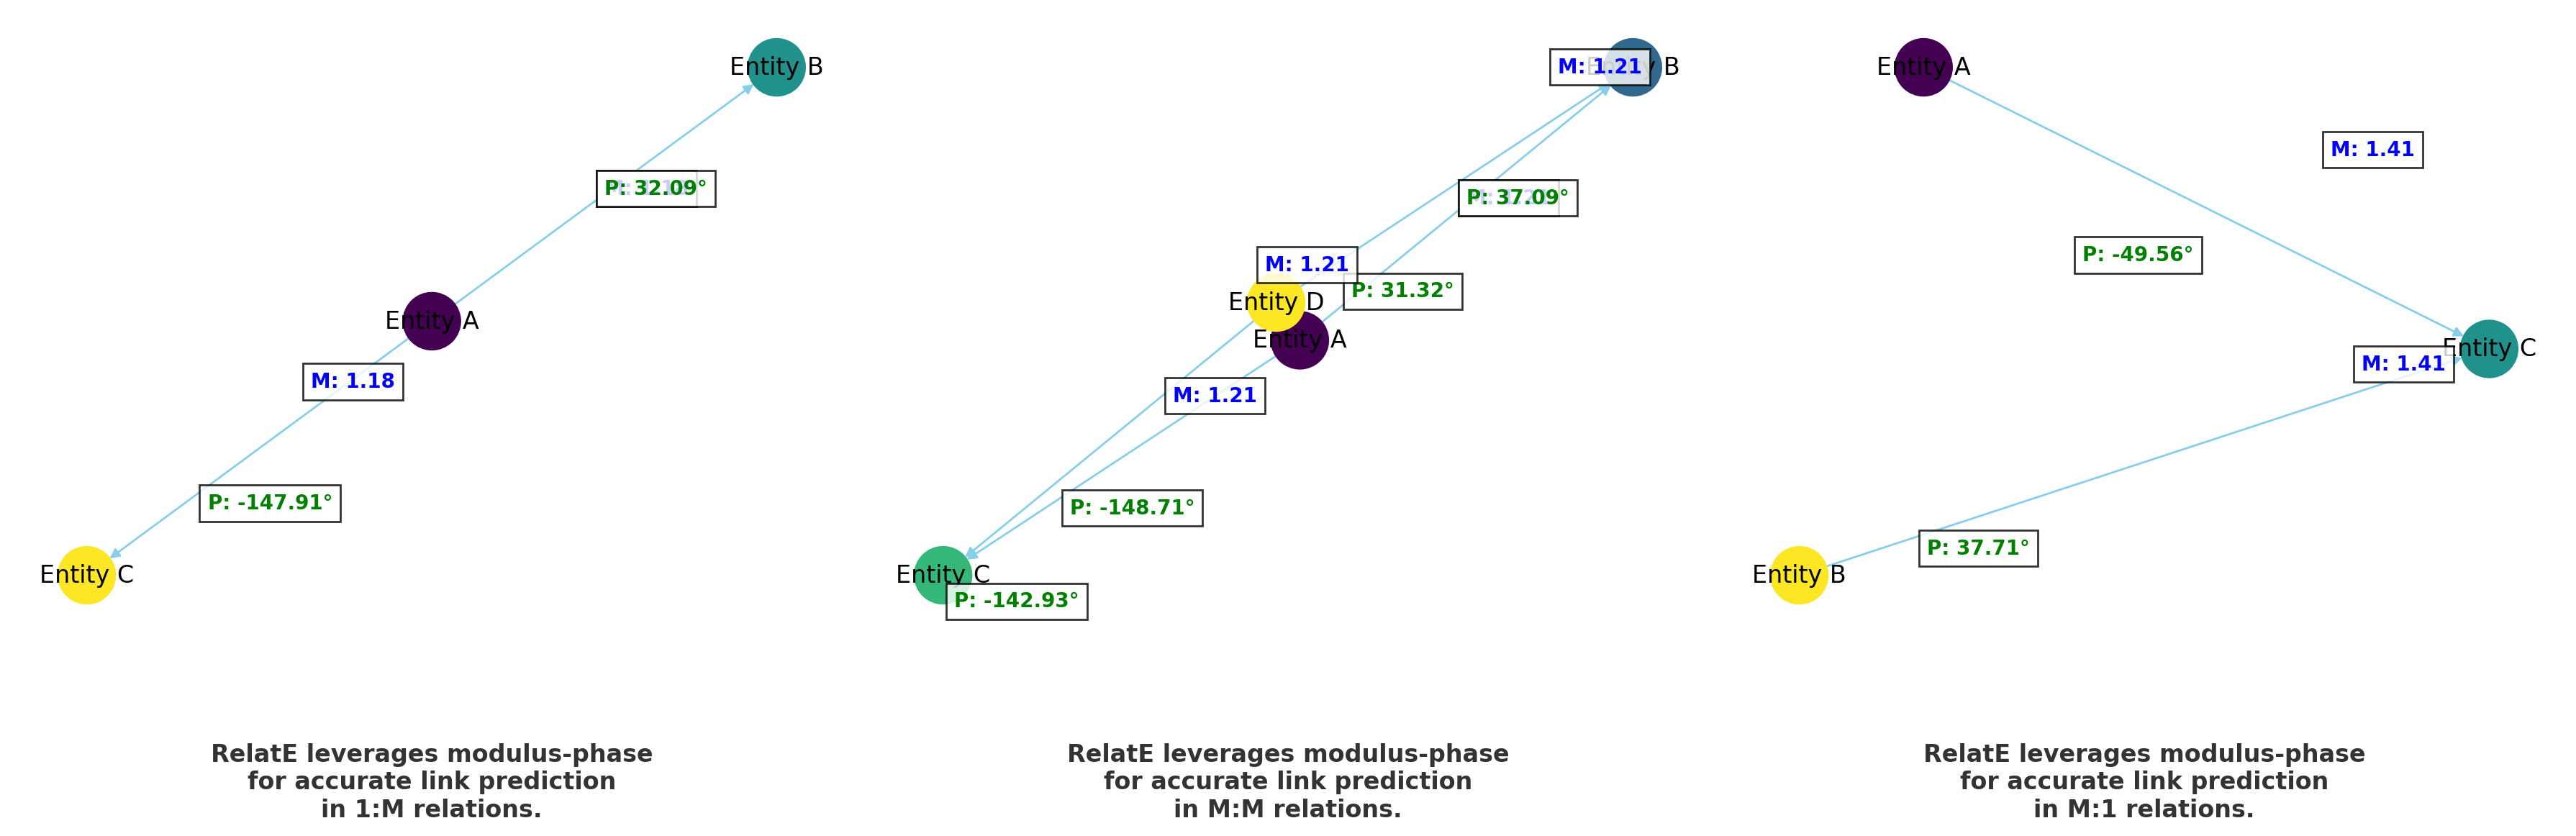 Entity B
P: 32.09°
Entity A
M: 1.18
P: -147.91°
Entity C
RelatE leverages modulus-phase
for accurate link prediction
in 1:M relations.
M: 1.21
B
P: 37.09°
M: 1.21
P: 31.32°
Entity D
Entity A
M: 1.21
P: -148.71°
Entity C
P: -142.93°
RelatE leverages modulus-phase
for accurate link prediction
in M:M relations.
Entity A
M: 1.41
P: -49.56°
Entity C
M: 1.41
P: 37.71°
Entity B
RelatE leverages modulus-phase
for accurate link prediction
in M:1 relations.